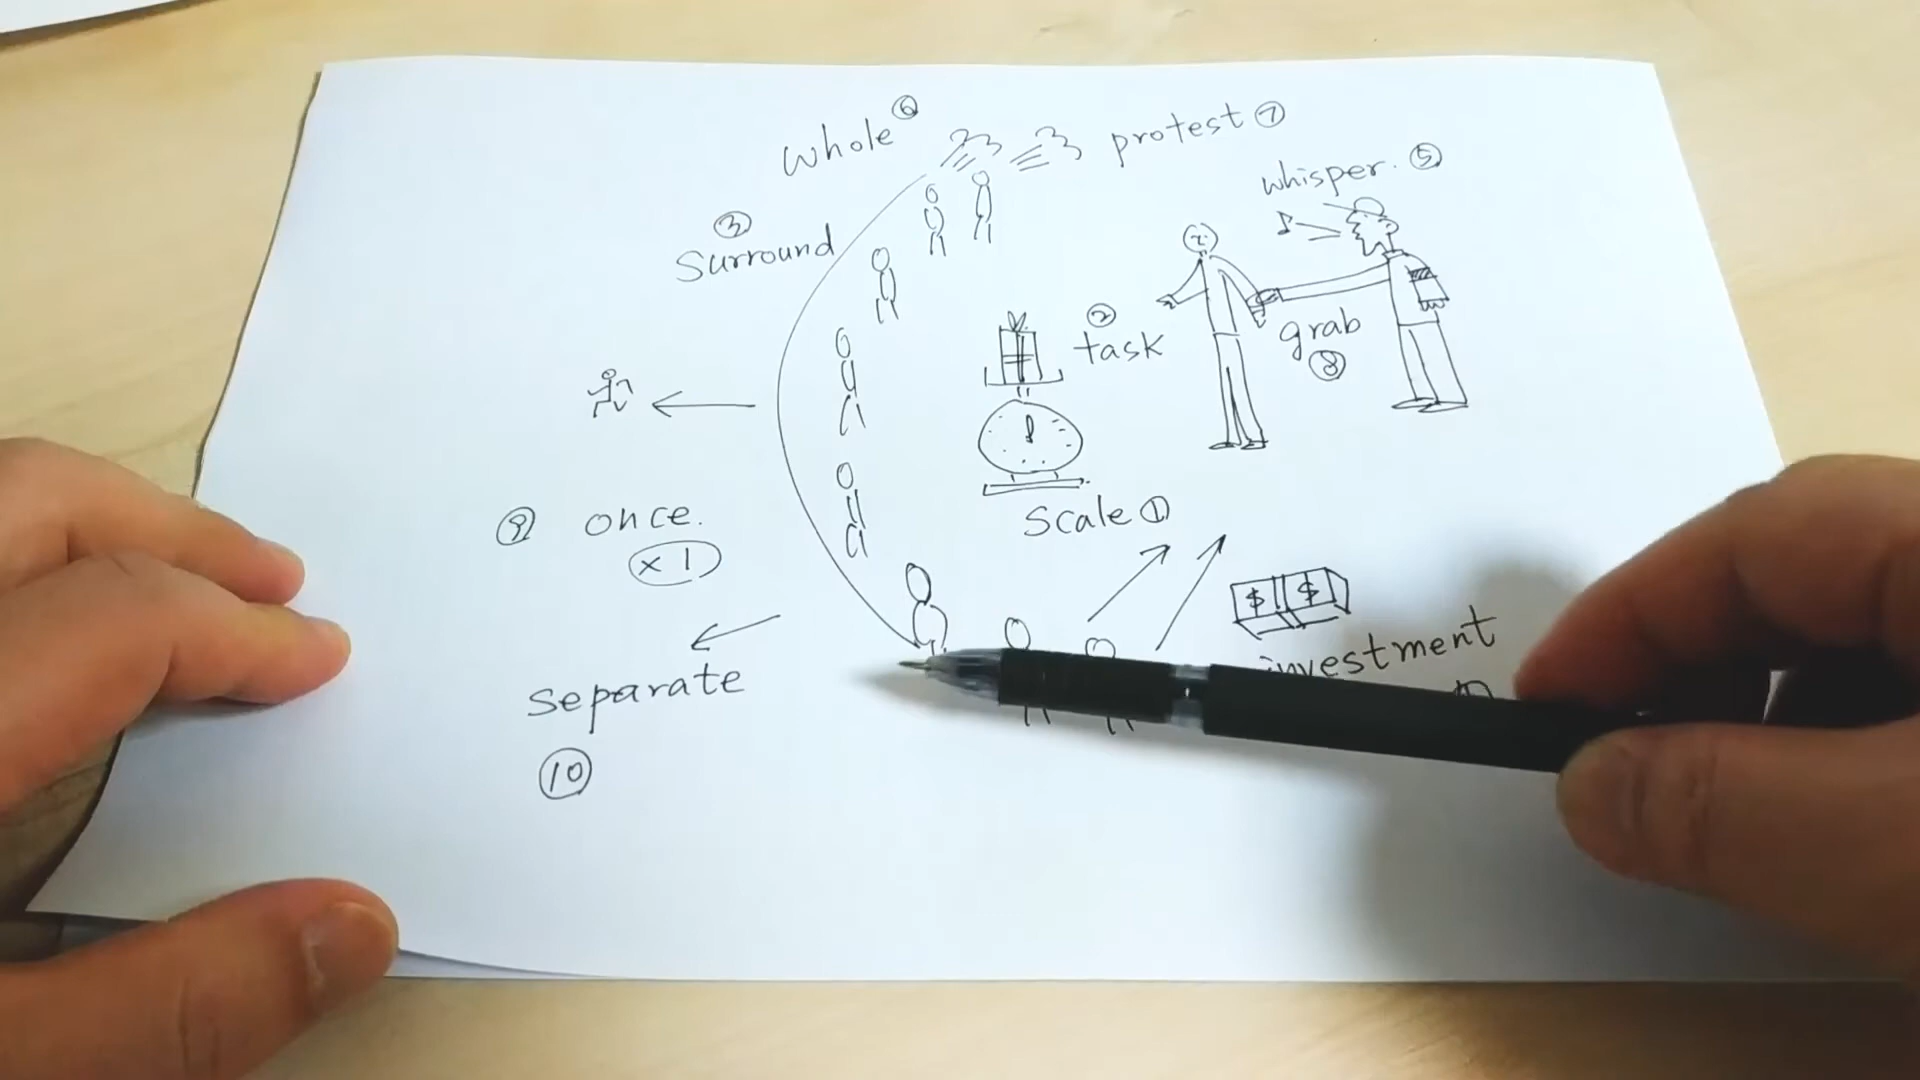 whole ⑥
protest ⑦
whisper. ⑤
③
surround
②
task
grab
⑧
scale ①
⑨ once.
×1
$ $
investment
separate
⑩